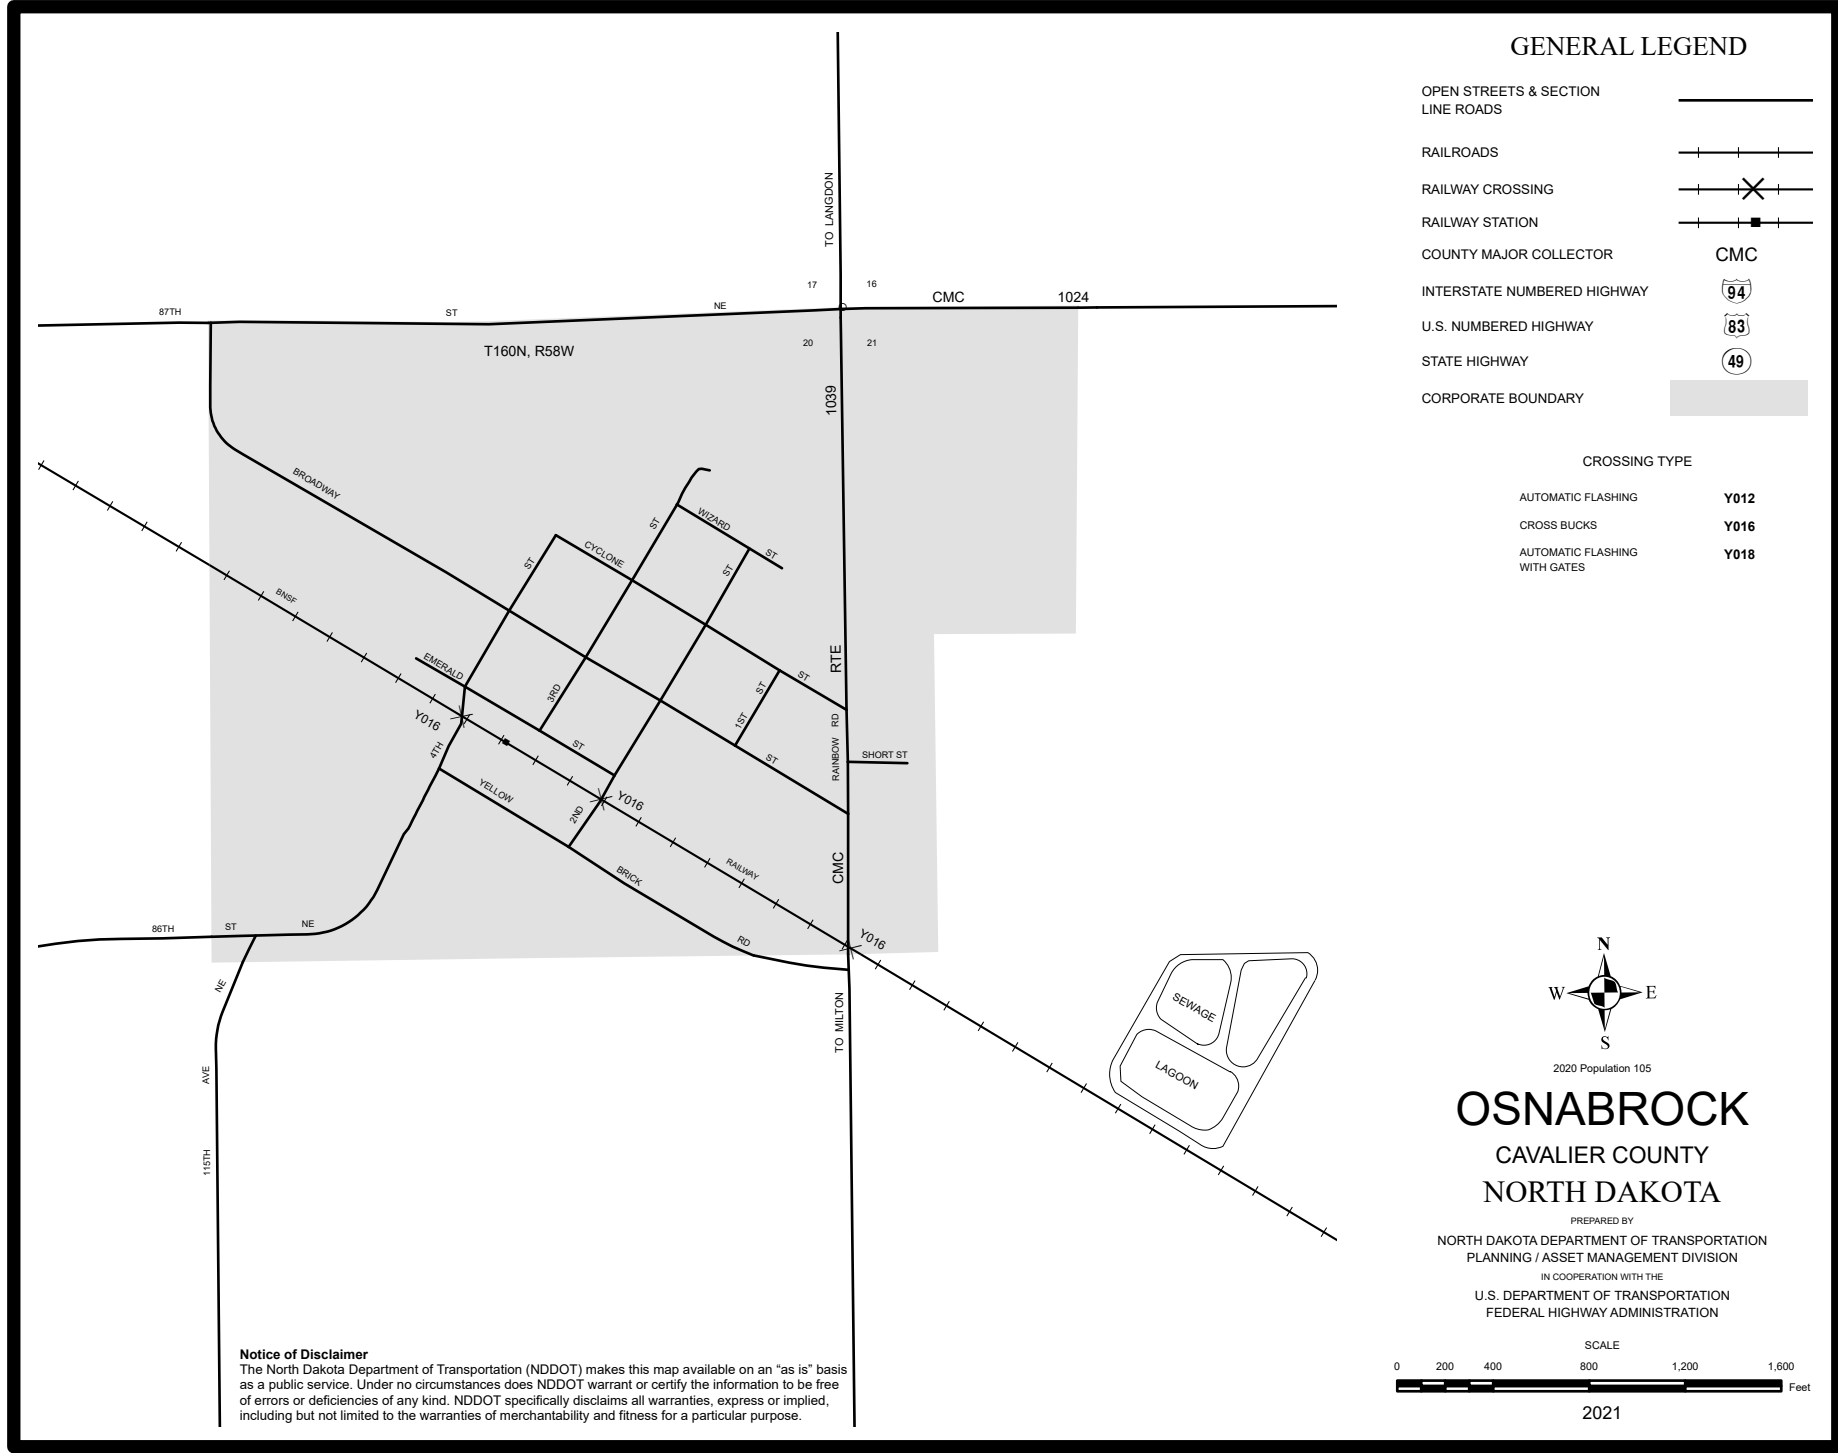 GENERAL LEGEND
OPEN STREETS & SECTION
LINE ROADS
RAILROADS
RAILWAY CROSSING
RAILWAY STATION
COUNTY MAJOR COLLECTOR CMC
INTERSTATE NUMBERED HIGHWAY 94
U.S. NUMBERED HIGHWAY 83
STATE HIGHWAY 49
CORPORATE BOUNDARY
CROSSING TYPE
AUTOMATIC FLASHING Y012
CROSS BUCKS Y016
AUTOMATIC FLASHING Y018
WITH GATES
TO LANGDON
17 16
87TH ST NE CMC 1024
T160N, R58W
20 21
1039
BROADWAY
ST
WIZARD
ST
ST
CYCLONE
ST
ST
BNSF
EMERALD
3RD
ST
RTE
ST
1ST
RAINBOW RD
Y016
4TH
ST
ST
SHORT ST
YELLOW
2ND
Y016
BRICK
RAILWAY
CMC
86TH ST NE
RD
Y016
NE
AVE
115TH
TO MILTON
SEWAGE
LAGOON
N
W E
S
2020 Population 105
OSNABROCK
CAVALIER COUNTY
NORTH DAKOTA
PREPARED BY
NORTH DAKOTA DEPARTMENT OF TRANSPORTATION
PLANNING / ASSET MANAGEMENT DIVISION
IN COOPERATION WITH THE
U.S. DEPARTMENT OF TRANSPORTATION
FEDERAL HIGHWAY ADMINISTRATION
SCALE
0 200 400 800 1,200 1,600
Feet
2021
Notice of Disclaimer
The North Dakota Department of Transportation (NDDOT) makes this map available on an “as is” basis
as a public service. Under no circumstances does NDDOT warrant or certify the information to be free
of errors or deficiencies of any kind. NDDOT specifically disclaims all warranties, express or implied,
including but not limited to the warranties of merchantability and fitness for a particular purpose.